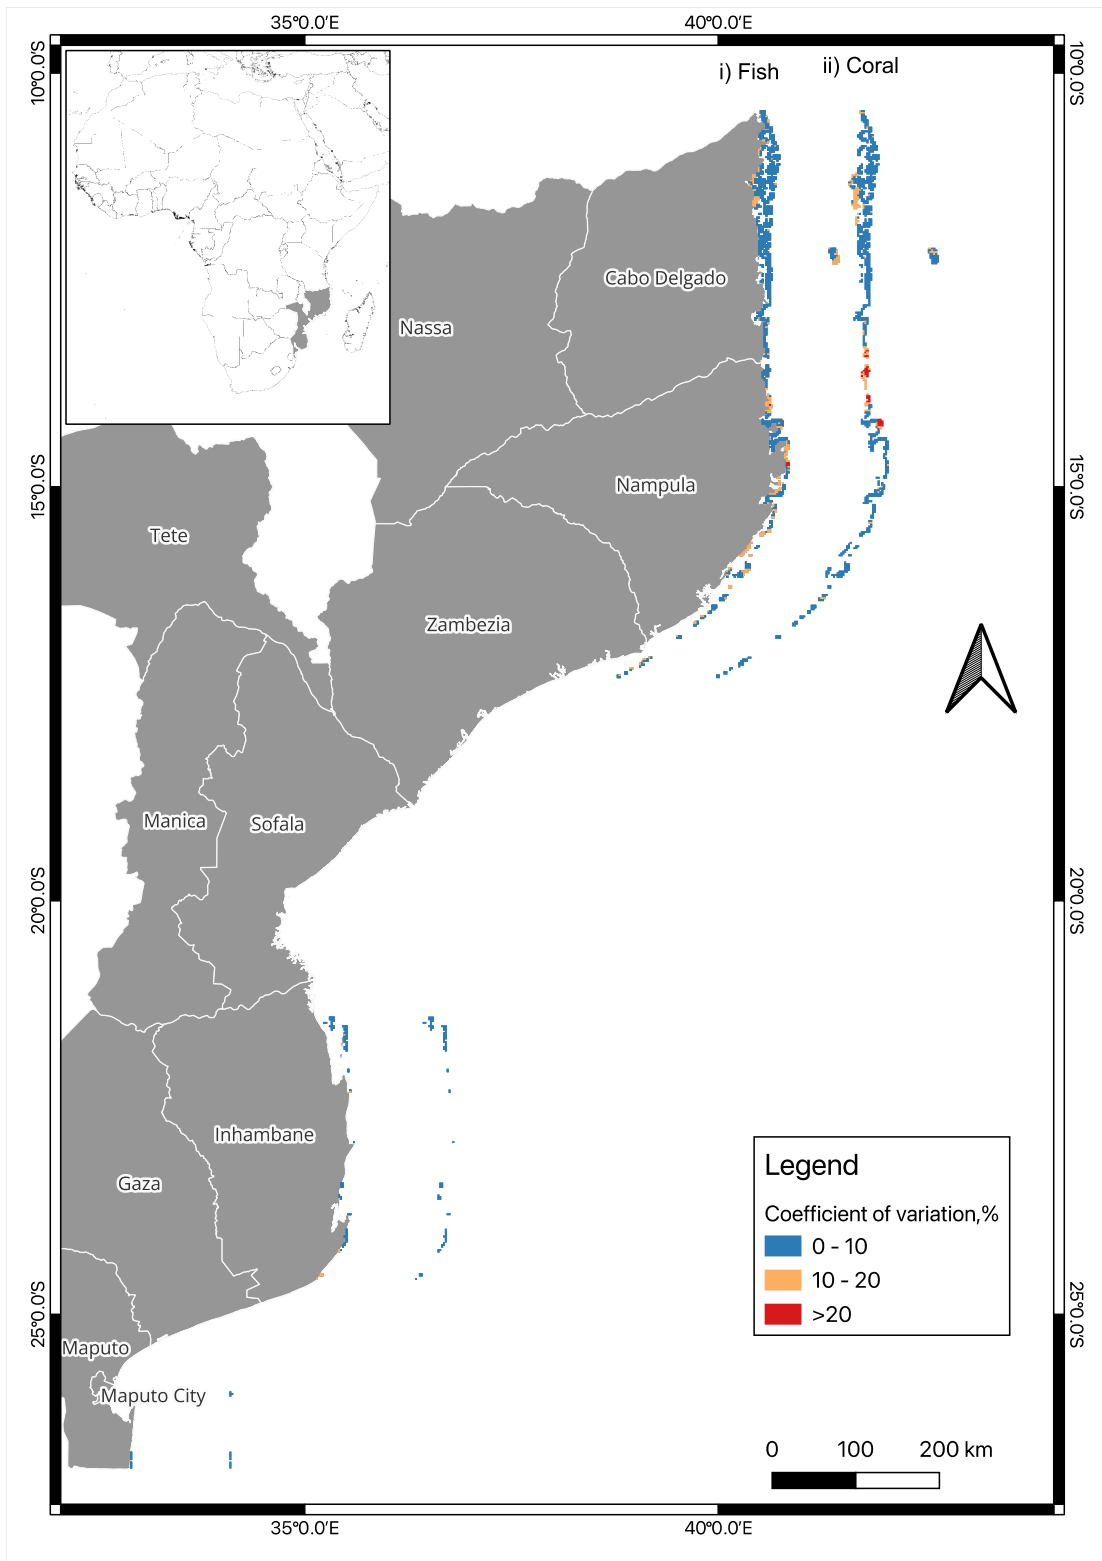 35°0.0'E
40°0.0'E
10°0.0'S
10°0.0'S
i) Fish
ii) Coral
Cabo Delgado
Nassa
15°0.0'S
15°0.0'S
Nampula
Tete
Zambezia
Manica
Sofala
20°0.0'S
20°0.0'S
Inhambane
Gaza
Legend
Coefficient of variation,%
0 - 10
10 - 20
>20
25°0.0'S
25°0.0'S
Maputo
Maputo City
0 100 200 km
35°0.0'E
40°0.0'E